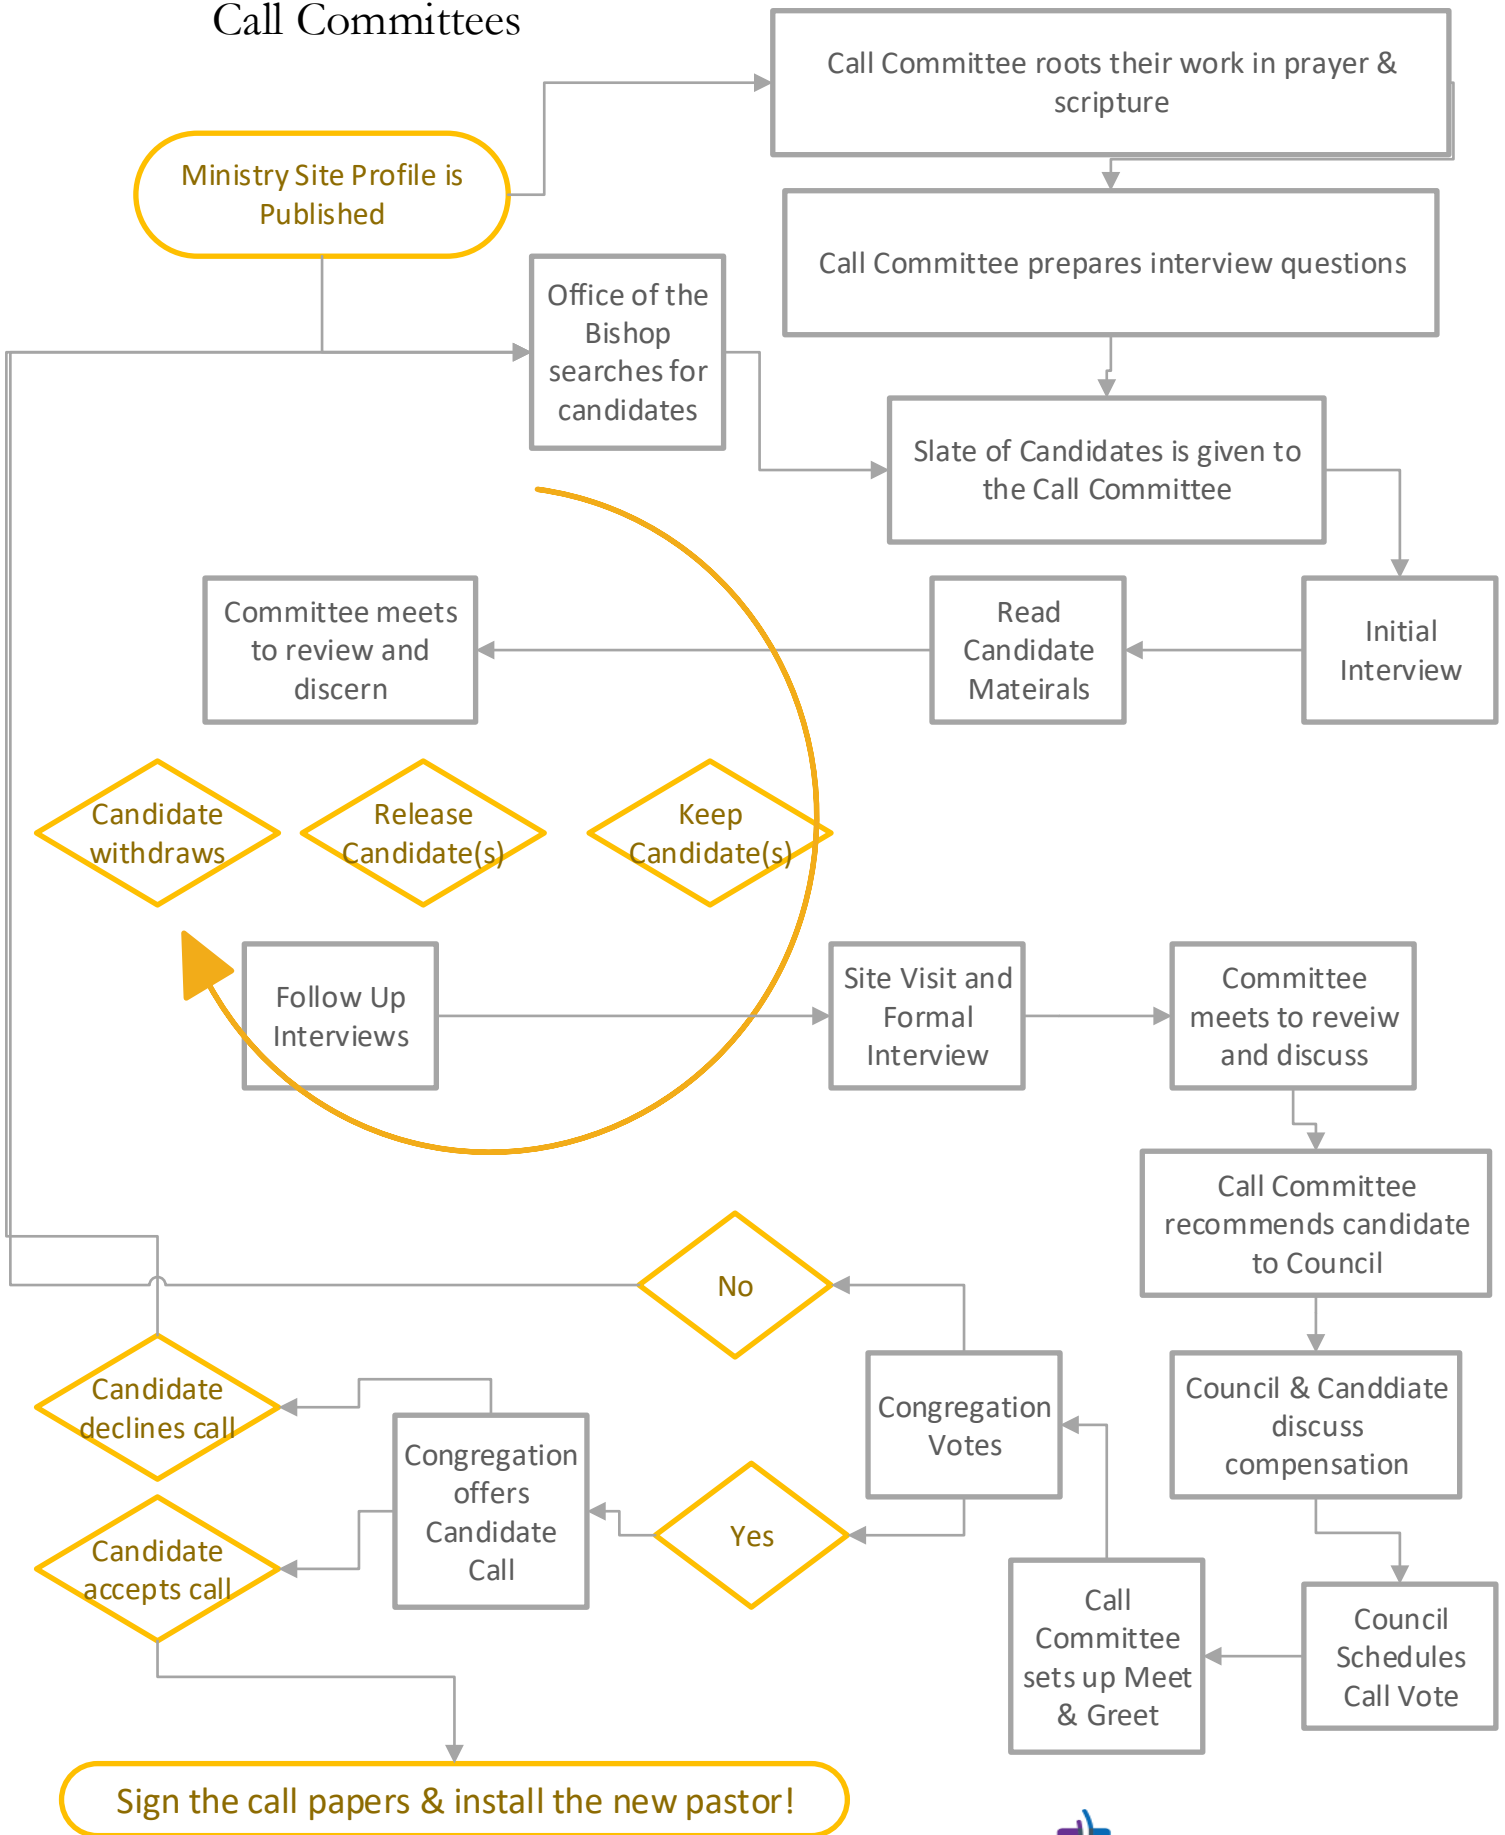 Call Committees
Call Committee roots their work in prayer &
scripture
Ministry Site Profile is
Published
Call Committee prepares interview questions
Office of the
Bishop
searches for
candidates
Slate of Candidates is given to
the Call Committee
Committee meets
to review and
discern
Read
Candidate
Mateirals
Initial
Interview
Candidate
withdraws
Release
Candidate(s)
Keep
Candidate(s)
Follow Up
Interviews
Site Visit and
Formal
Interview
Committee
meets to reveiw
and discuss
Call Committee
recommends candidate
to Council
No
Candidate
declines call
Congregation
offers
Candidate
Call
Congregation
Votes
Council & Canddiate
discuss
compensation
Yes
Candidate
accepts call
Call
Committee
sets up Meet
& Greet
Council
Schedules
Call Vote
Sign the call papers & install the new pastor!